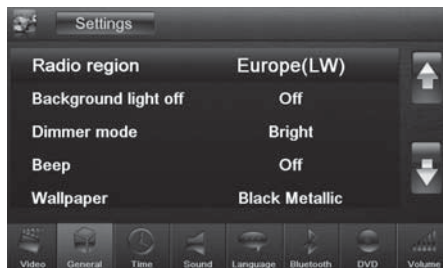 Settings
Radio region Europe(LW)
Background light off Off
Dimmer mode Bright
Beep Off
Wallpaper Black Metallic
Video General Time Sound Language Bluetooth DVD Volume